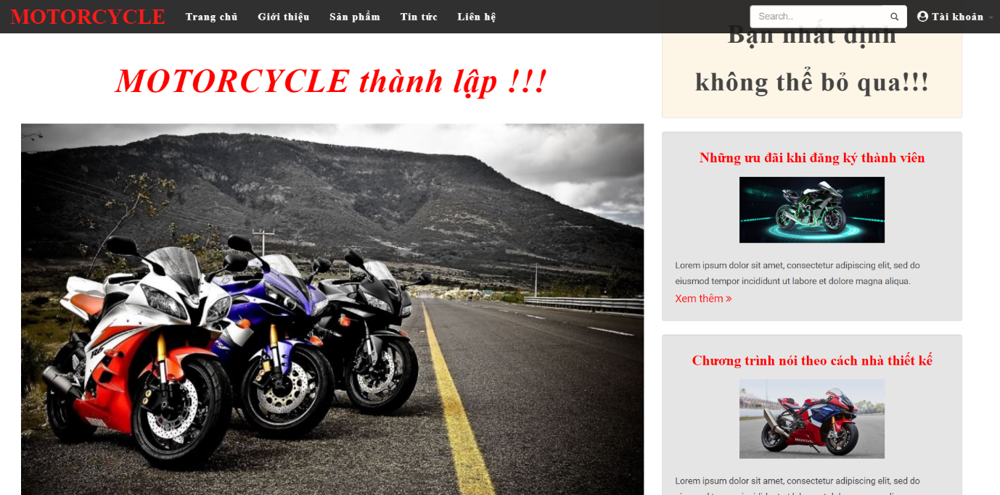 MOTORCYCLE Trang chủ Giới thiệu Sản phẩm Tin tức Liên hệ Search.. Tài khoản
Bạn nhất định
không thể bỏ qua!!!
MOTORCYCLE thành lập !!!
Những ưu đãi khi đăng ký thành viên
Lorem ipsum dolor sit amet, consectetur adipiscing elit, sed do
eiusmod tempor incididunt ut labore et dolore magna aliqua.
Xem thêm »
Chương trình nói theo cách nhà thiết kế
HONDA
Lorem ipsum dolor sit amet, consectetur adipiscing elit, sed do
R6